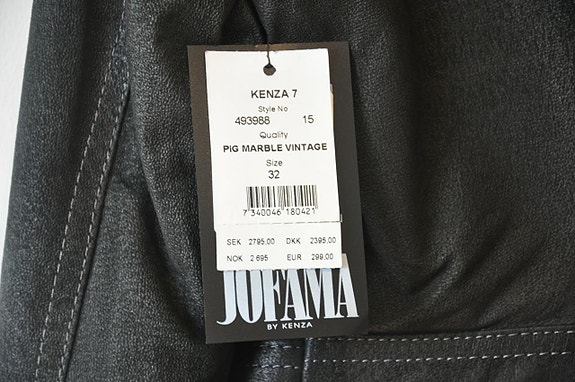 KENZA 7
Style No
493988 15
Quality
PiG MARBLE VINTAGE
Size
32
7 340046 180421
SEK 2795,00 DKK 2395,00
NOK 2 695 EUR 299,00
JOFAMA
BY KENZA